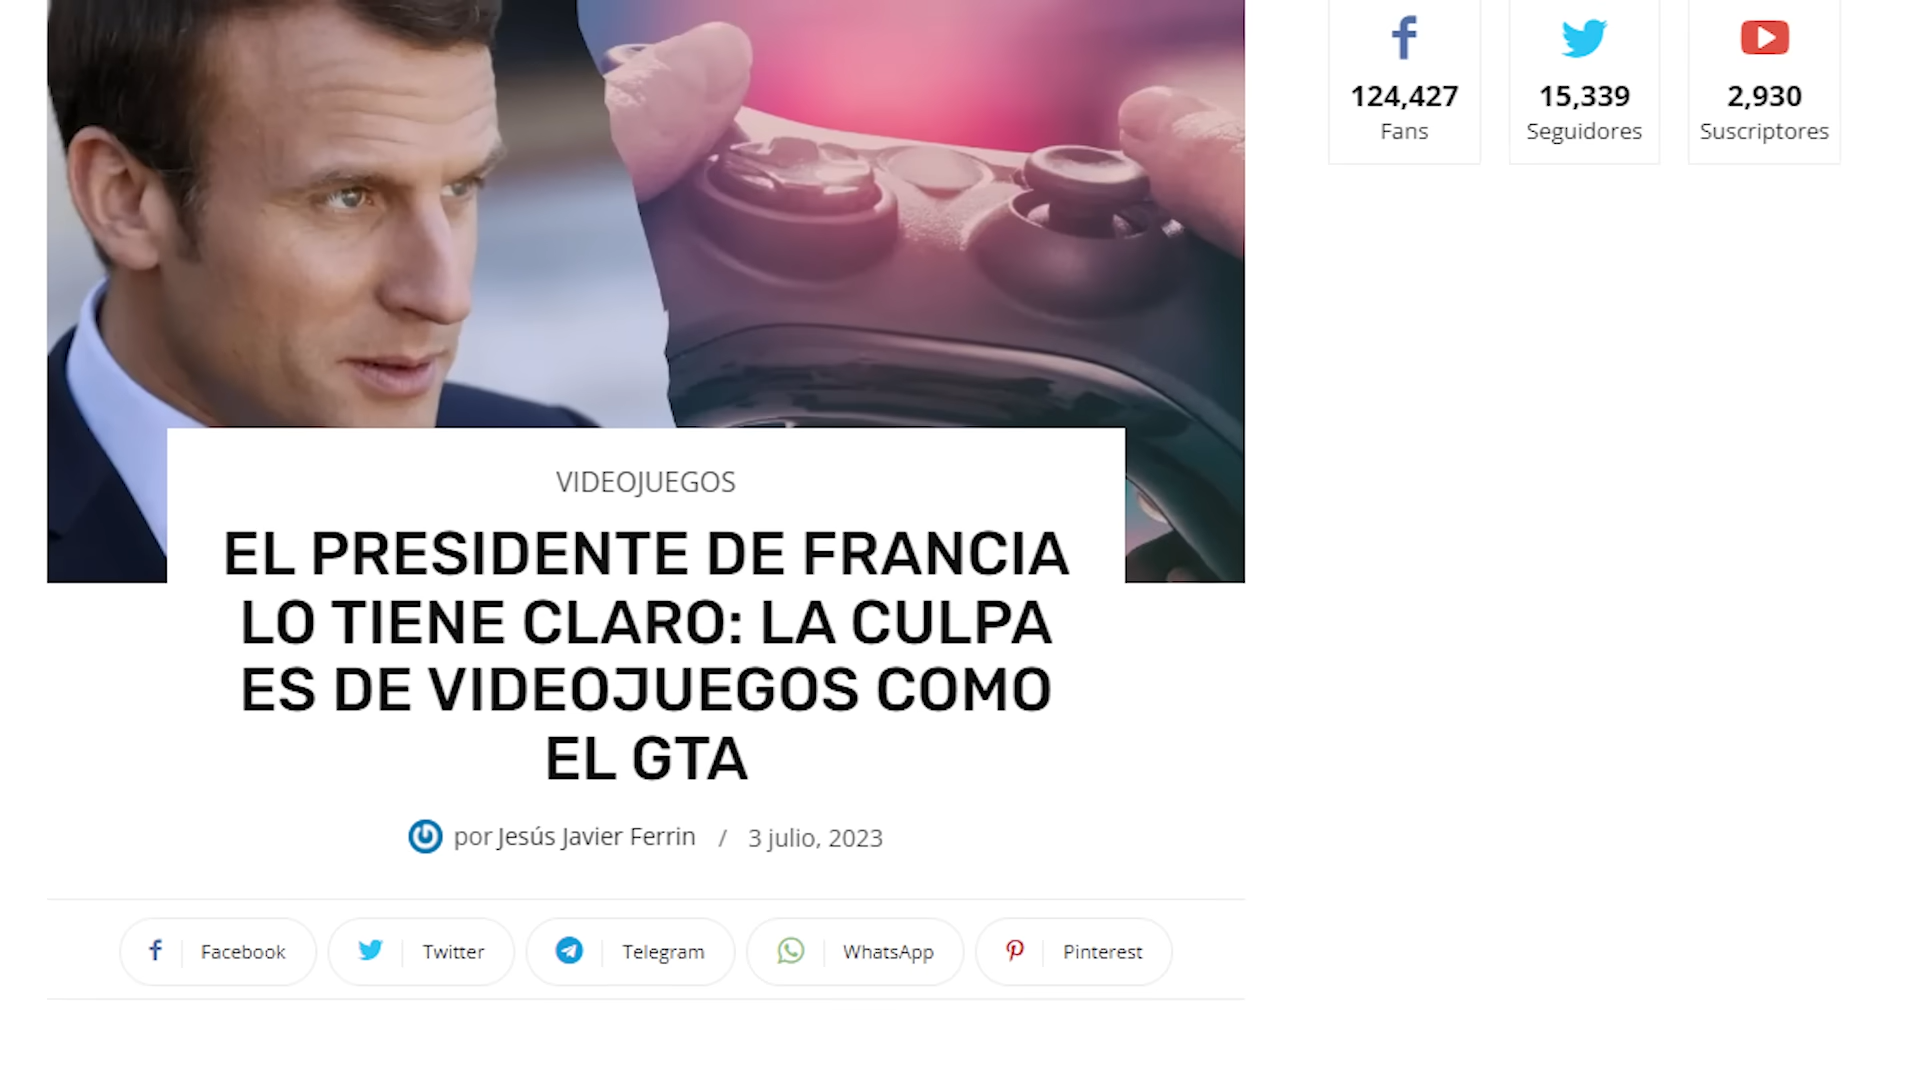 124,427
Fans
15,339
Seguidores
2,930
Suscriptores
VIDEOJUEGOS
EL PRESIDENTE DE FRANCIA
LO TIENE CLARO: LA CULPA
ES DE VIDEOJUEGOS COMO
EL GTA
por Jesús Javier Ferrin / 3 julio, 2023
Facebook
Twitter
Telegram
WhatsApp
Pinterest